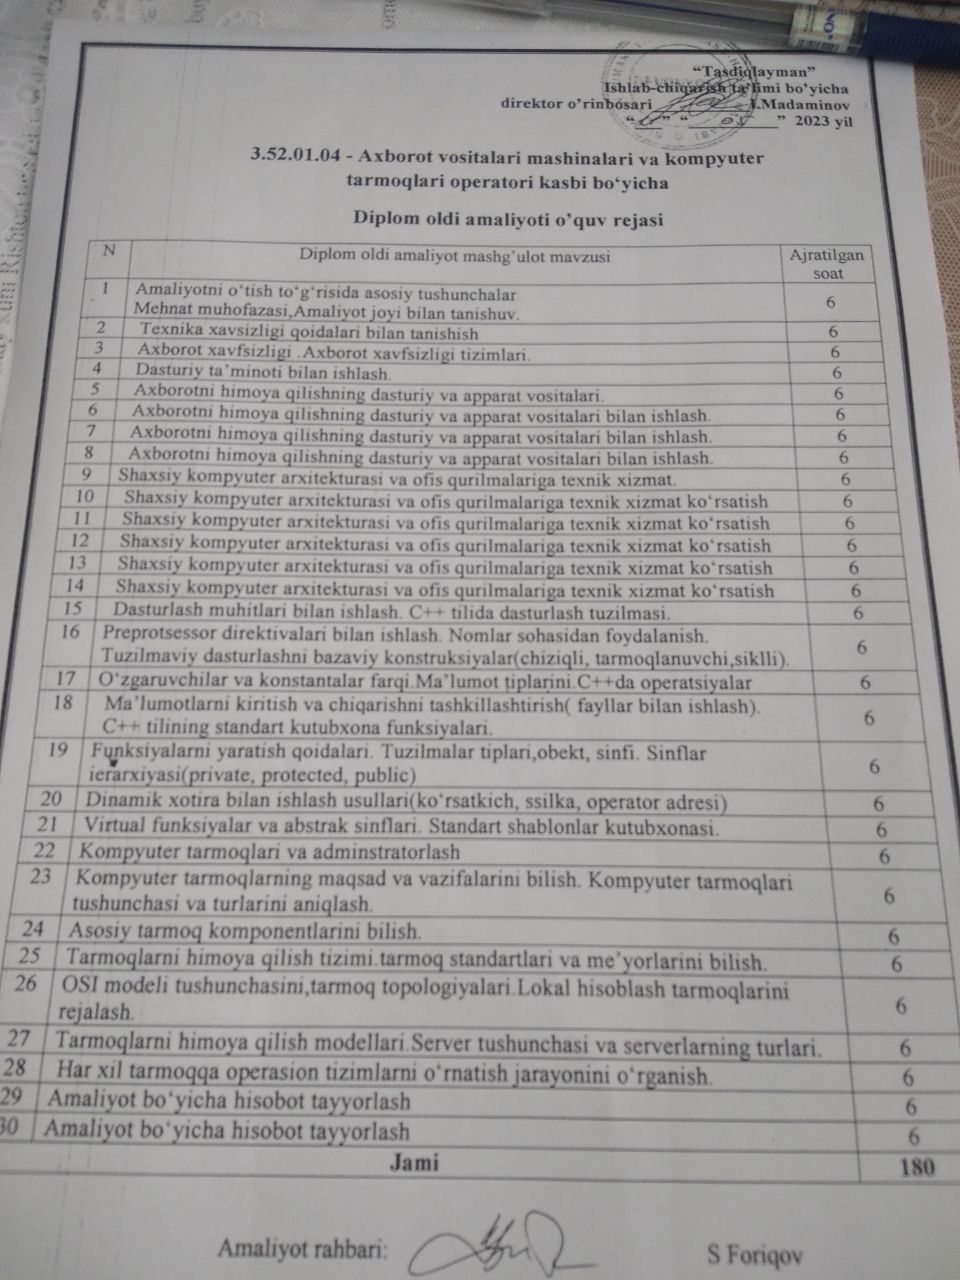 “Tasdiqlayman”
Ishlab-chiqarish ta’limi bo’yicha
direktor o’rinbosari I.Madaminov
“ ” “ ” 2023 yil
3.52.01.04 - Axborot vositalari mashinalari va kompyuter
tarmoqlari operatori kasbi bo‘yicha
Diplom oldi amaliyoti o’quv rejasi
N Diplom oldi amaliyot mashg’ulot mavzusi Ajratilgan
soat
1 Amaliyotni o‘tish to‘g‘risida asosiy tushunchalar
Mehnat muhofazasi,Amaliyot joyi bilan tanishuv. 6
2 Texnika xavsizligi qoidalari bilan tanishish 6
3 Axborot xavfsizligi .Axborot xavfsizligi tizimlari. 6
4 Dasturiy ta’minoti bilan ishlash. 6
5 Axborotni himoya qilishning dasturiy va apparat vositalari. 6
6 Axborotni himoya qilishning dasturiy va apparat vositalari bilan ishlash. 6
7 Axborotni himoya qilishning dasturiy va apparat vositalari bilan ishlash. 6
8 Axborotni himoya qilishning dasturiy va apparat vositalari bilan ishlash. 6
9 Shaxsiy kompyuter arxitekturasi va ofis qurilmalariga texnik xizmat. 6
10 Shaxsiy kompyuter arxitekturasi va ofis qurilmalariga texnik xizmat ko‘rsatish 6
11 Shaxsiy kompyuter arxitekturasi va ofis qurilmalariga texnik xizmat ko‘rsatish 6
12 Shaxsiy kompyuter arxitekturasi va ofis qurilmalariga texnik xizmat ko‘rsatish 6
13 Shaxsiy kompyuter arxitekturasi va ofis qurilmalariga texnik xizmat ko‘rsatish 6
14 Shaxsiy kompyuter arxitekturasi va ofis qurilmalariga texnik xizmat ko‘rsatish 6
15 Dasturlash muhitlari bilan ishlash. C++ tilida dasturlash tuzilmasi. 6
16 Preprotsessor direktivalari bilan ishlash. Nomlar sohasidan foydalanish.
Tuzilmaviy dasturlashni bazaviy konstruksiyalar(chiziqli, tarmoqlanuvchi,siklli). 6
17 O‘zgaruvchilar va konstantalar farqi.Ma’lumot tiplarini.C++da operatsiyalar 6
18 Ma’lumotlarni kiritish va chiqarishni tashkillashtirish( fayllar bilan ishlash).
C++ tilining standart kutubxona funksiyalari. 6
19 Funksiyalarni yaratish qoidalari. Tuzilmalar tiplari,obekt, sinfi. Sinflar
ierarxiyasi(private, protected, public) 6
20 Dinamik xotira bilan ishlash usullari(ko‘rsatkich, ssilka, operator adresi) 6
21 Virtual funksiyalar va abstrak sinflari. Standart shablonlar kutubxonasi. 6
22 Kompyuter tarmoqlari va adminstratorlash 6
23 Kompyuter tarmoqlarning maqsad va vazifalarini bilish. Kompyuter tarmoqlari
tushunchasi va turlarini aniqlash. 6
24 Asosiy tarmoq komponentlarini bilish. 6
25 Tarmoqlarni himoya qilish tizimi.tarmoq standartlari va me’yorlarini bilish. 6
26 OSI modeli tushunchasini,tarmoq topologiyalari.Lokal hisoblash tarmoqlarini
rejalash. 6
27 Tarmoqlarni himoya qilish modellari.Server tushunchasi va serverlarning turlari. 6
28 Har xil tarmoqqa operasion tizimlarni o‘rnatish jarayonini o‘rganish. 6
29 Amaliyot bo‘yicha hisobot tayyorlash 6
30 Amaliyot bo‘yicha hisobot tayyorlash 6
Jami 180
Amaliyot rahbari: S Foriqov